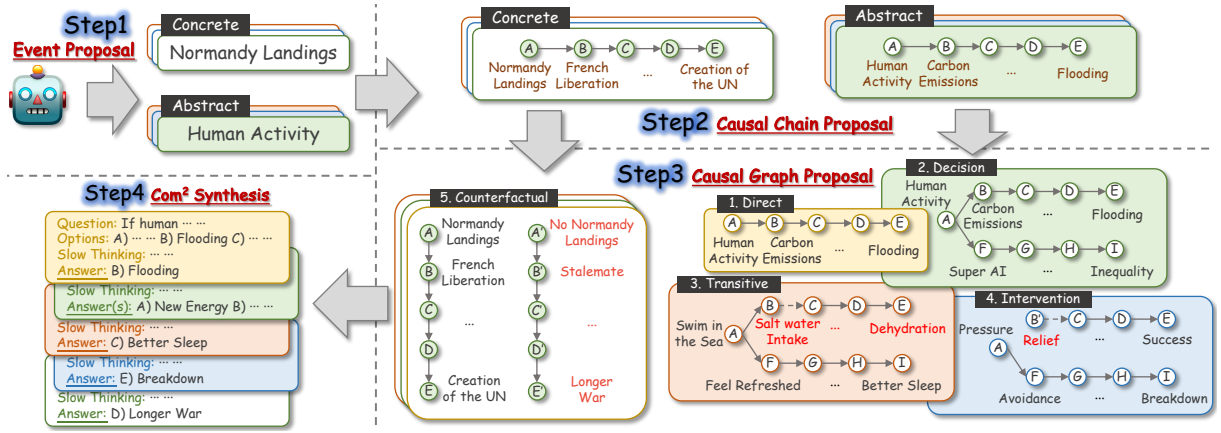 Step1
Event Proposal
Concrete
Normandy Landings
Abstract
Human Activity
Concrete
A B C D E
Normandy Landings
French Liberation
...
Creation of the UN
Abstract
A B C D E
Human Activity
Carbon Emissions
...
Flooding
Step2 Causal Chain Proposal
Step3 Causal Graph Proposal
1. Direct
A B C D E
Human Activity
Carbon Emissions
...
Flooding
2. Decision
Human Activity
A
B C D E
Carbon Emissions
...
Flooding
F G H I
Super AI
...
Inequality
3. Transitive
Swim in the Sea
A
B C D E
Salt water Intake
...
Dehydration
F G H I
Feel Refreshed
...
Better Sleep
4. Intervention
Pressure
A
B' C D E
Relief
...
Success
F G H I
Avoidance
...
Breakdown
5. Counterfactual
A Normandy Landings
B French Liberation
C ...
D
E Creation of the UN
A' No Normandy Landings
B' Stalemate
C' ...
D'
E' Longer War
Step4 Com² Synthesis
Question: If human ... ...
Options: A) ... ... B) Flooding C) ... ...
Slow Thinking: ... ...
Answer: B) Flooding
Slow Thinking: ... ...
Answer(s): A) New Energy B) ... ...
Slow Thinking: ... ...
Answer: C) Better Sleep
Slow Thinking: ... ...
Answer: E) Breakdown
Slow Thinking: ... ...
Answer: D) Longer War